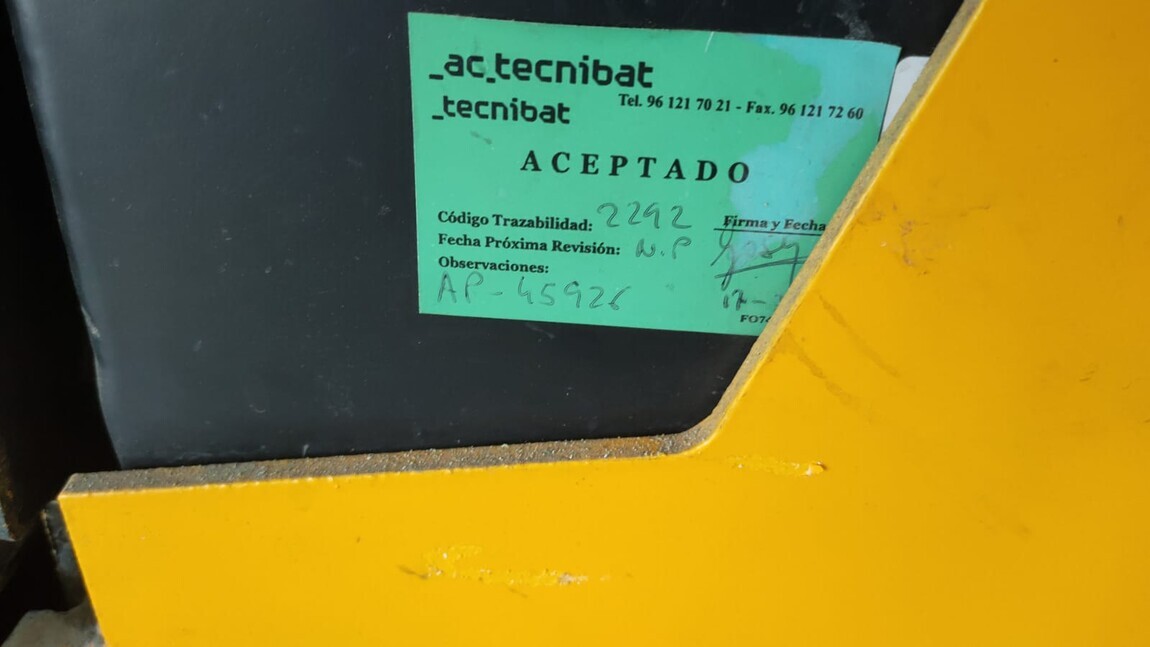 _ac_tecnibat
_tecnibat
Tel. 96 121 70 21 - Fax. 96 121 72 60
ACEPTADO
Código Trazabilidad: 2292
Firma y Fecha
Fecha Próxima Revisión: N.P
Observaciones:
AP-45926
17-